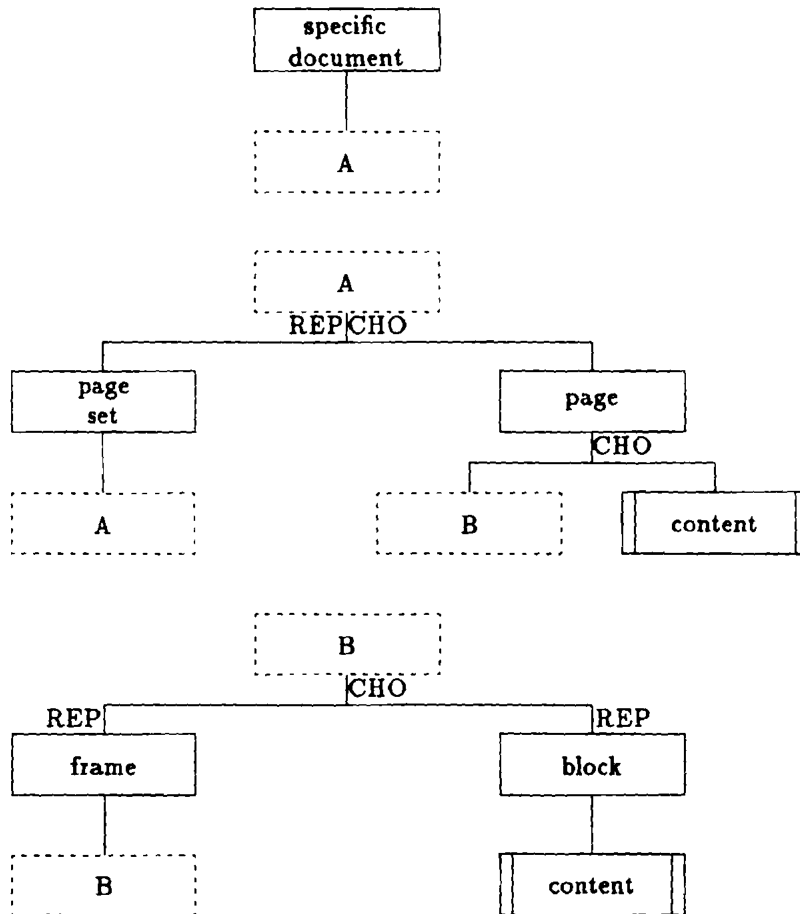 specific
document
A
A
REP CHO
page
set
page
CHO
A
B
content
B
CHO
REP
REP
frame
block
B
content